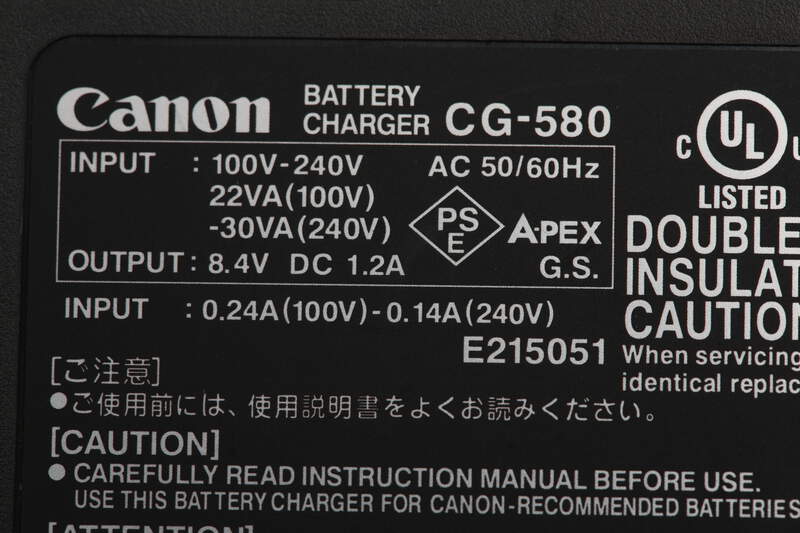 Canon BATTERY CHARGER CG-580
INPUT : 100V-240V AC 50/60Hz
22VA(100V)
-30VA(240V)
PSE
A-PEX
OUTPUT : 8.4V DC 1.2A G.S.
INPUT : 0.24A(100V) - 0.14A(240V)
E215051
C UL
LISTED
DOUBLE
INSULAT
CAUTION
When servicing
identical replac
[ご注意]
●ご使用前には、使用説明書をよくお読みください。
[CAUTION]
● CAREFULLY READ INSTRUCTION MANUAL BEFORE USE.
USE THIS BATTERY CHARGER FOR CANON-RECOMMENDED BATTERIES
[ATTENTION]